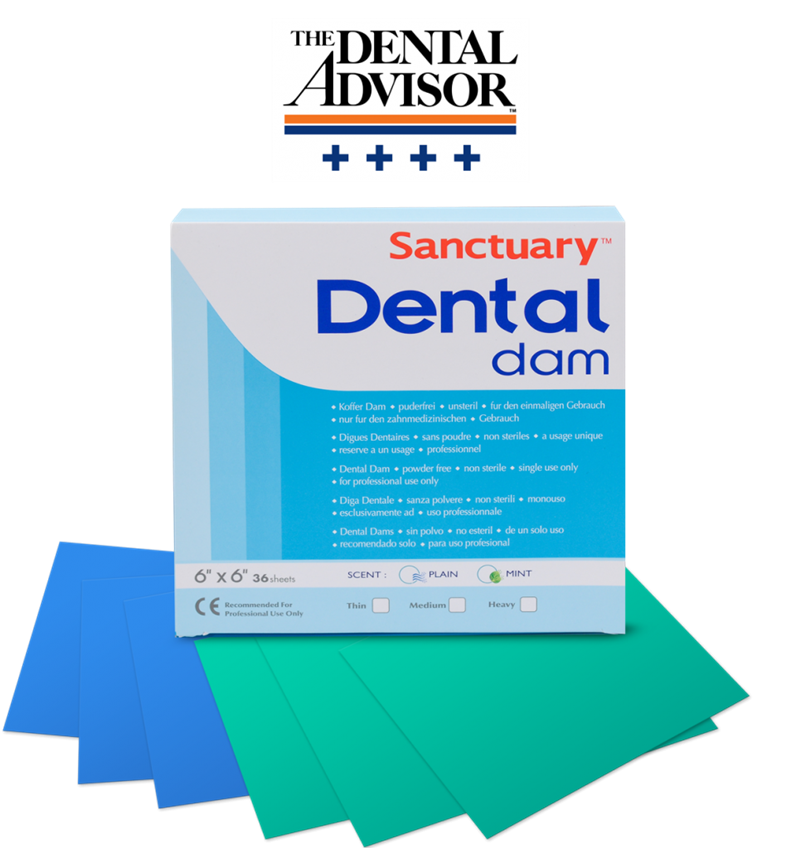 THE DENTAL
ADVISOR™
++++
Sanctuary™
Dental
dam
• Koffer Dam • puderfrei • unsteril • fur den einmaligen Gebrauch
• nur fur den zahnmedizinischen • Gebrauch
• Digues Dentaires • sans poudre • non steriles • a usage unique
• reserve a un usage • professionnel
• Dental Dam • powder free • non sterile • single use only
• for professional use only
• Diga Dentale • sanza polvere • non sterili • monouso
• esclusivamente ad • uso professionnale
• Dental Dams • sin polvo • no esteril • de un solo uso
• recomendado solo • para uso profesional
6" x 6" 36 sheets SCENT : PLAIN MINT
CE Recommended For
Professional Use Only
Thin Medium Heavy